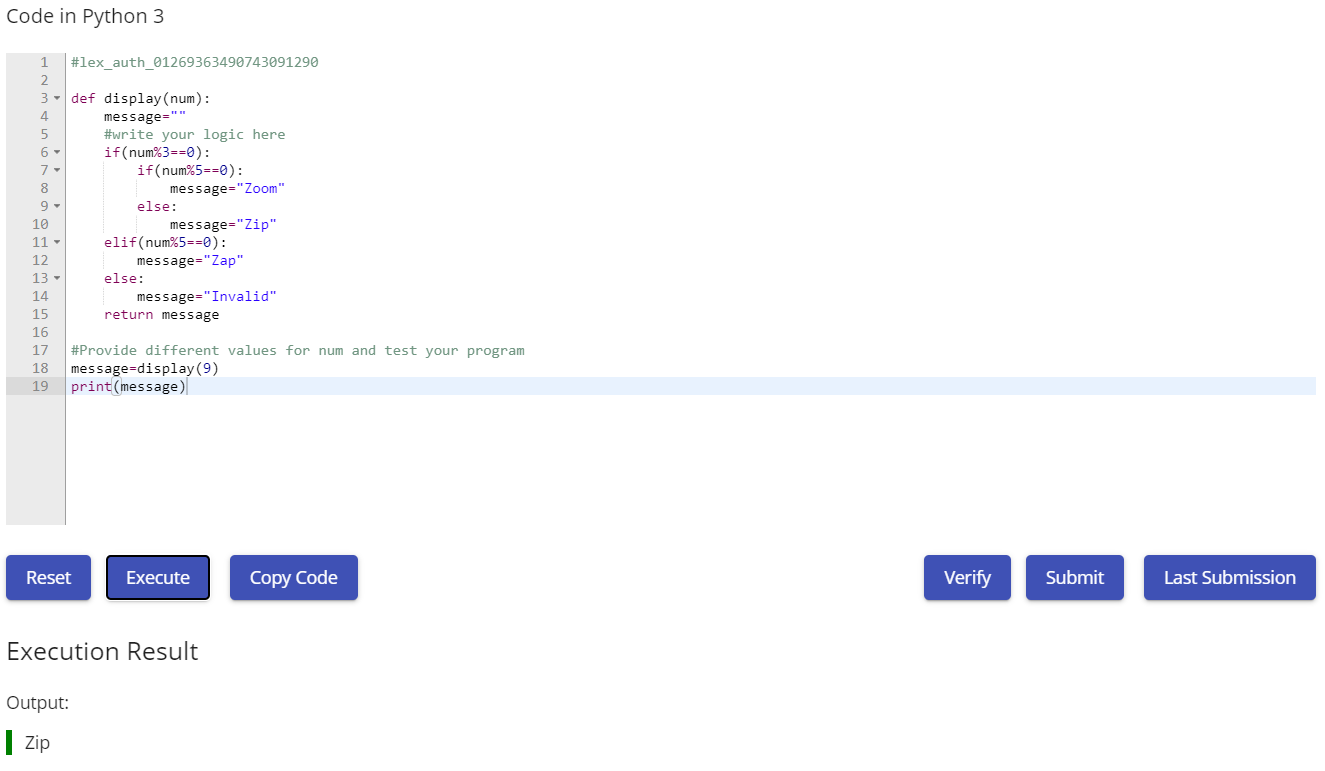 Code in Python 3
1 #lex_auth_01269363490743091290
2
3 def display(num):
4     message=""
5     #write your logic here
6     if(num%3==0):
7         if(num%5==0):
8             message="Zoom"
9         else:
10             message="Zip"
11     elif(num%5==0):
12         message="Zap"
13     else:
14         message="Invalid"
15     return message
16
17 #Provide different values for num and test your program
18 message=display(9)
19 print(message)
Reset Execute Copy Code Verify Submit Last Submission
Execution Result
Output:
Zip